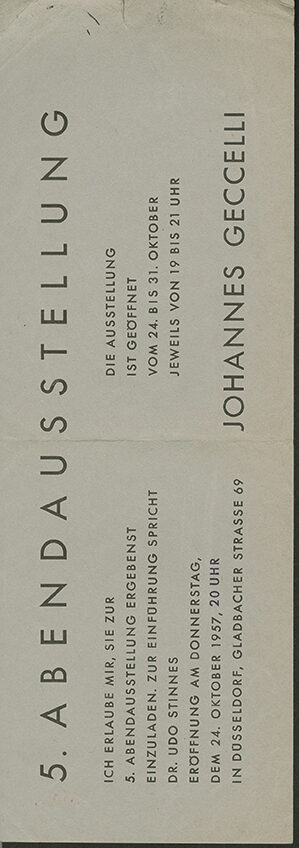 5. ABENDAUSSTELLUNG
ICH ERLAUBE MIR, SIE ZUR
5. ABENDAUSSTELLUNG ERGEBENST
EINZULADEN. ZUR EINFÜHRUNG SPRICHT
DR. UDO STINNES
ERÖFFNUNG AM DONNERSTAG,
DEM 24. OKTOBER 1957, 20 UHR
IN DÜSSELDORF, GLADBACHER STRASSE 69
DIE AUSSTELLUNG
IST GEÖFFNET
VOM 24. BIS 31. OKTOBER
JEWEILS VON 19 BIS 21 UHR
JOHANNES GECCELLI